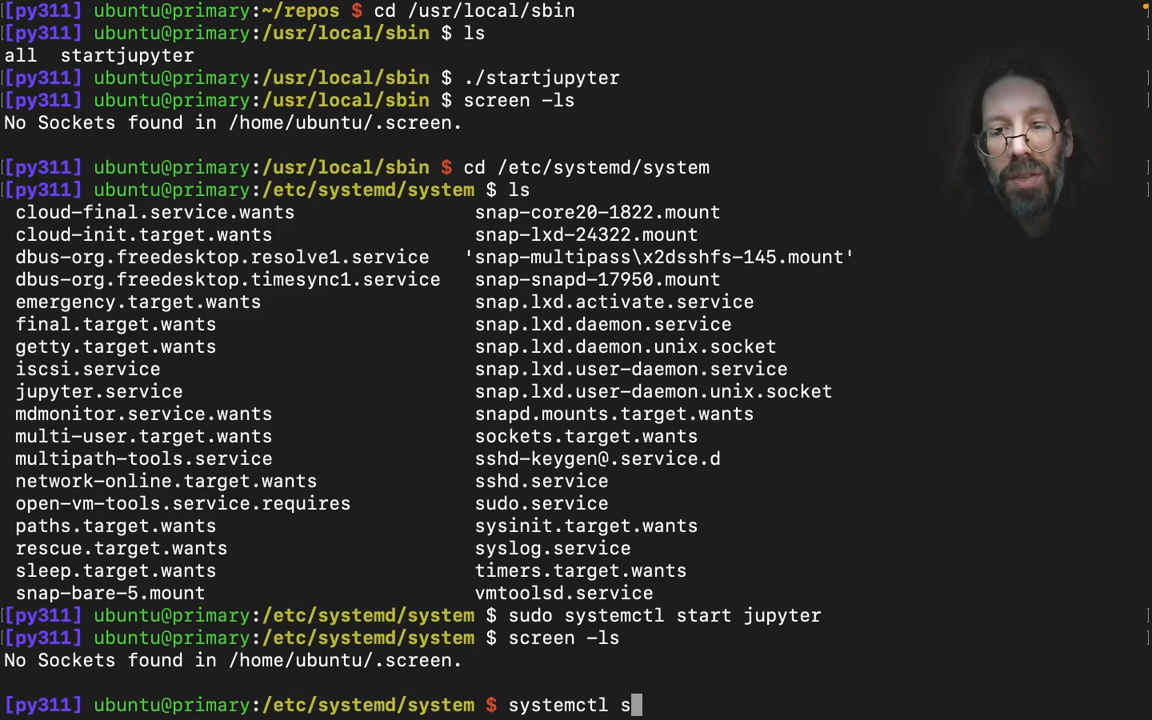 [py311] ubuntu@primary:~/repos $ cd /usr/local/sbin
[py311] ubuntu@primary:/usr/local/sbin $ ls
all  startjupyter
[py311] ubuntu@primary:/usr/local/sbin $ ./startjupyter
[py311] ubuntu@primary:/usr/local/sbin $ screen -ls
No Sockets found in /home/ubuntu/.screen.
[py311] ubuntu@primary:/usr/local/sbin $ cd /etc/systemd/system
[py311] ubuntu@primary:/etc/systemd/system $ ls
cloud-final.service.wants  snap-core20-1822.mount
cloud-init.target.wants  snap-lxd-24322.mount
dbus-org.freedesktop.resolve1.service  'snap-multipass\x2dsshfs-145.mount'
dbus-org.freedesktop.timesync1.service  snap-snapd-17950.mount
emergency.target.wants  snap.lxd.activate.service
final.target.wants  snap.lxd.daemon.service
getty.target.wants  snap.lxd.daemon.unix.socket
iscsi.service  snap.lxd.user-daemon.service
jupyter.service  snap.lxd.user-daemon.unix.socket
mdmonitor.service.wants  snapd.mounts.target.wants
multi-user.target.wants  sockets.target.wants
multipath-tools.service  sshd-keygen@.service.d
network-online.target.wants  sshd.service
open-vm-tools.service.requires  sudo.service
paths.target.wants  sysinit.target.wants
rescue.target.wants  syslog.service
sleep.target.wants  timers.target.wants
snap-bare-5.mount  vmtoolsd.service
[py311] ubuntu@primary:/etc/systemd/system $ sudo systemctl start jupyter
[py311] ubuntu@primary:/etc/systemd/system $ screen -ls
No Sockets found in /home/ubuntu/.screen.
[py311] ubuntu@primary:/etc/systemd/system $ systemctl s